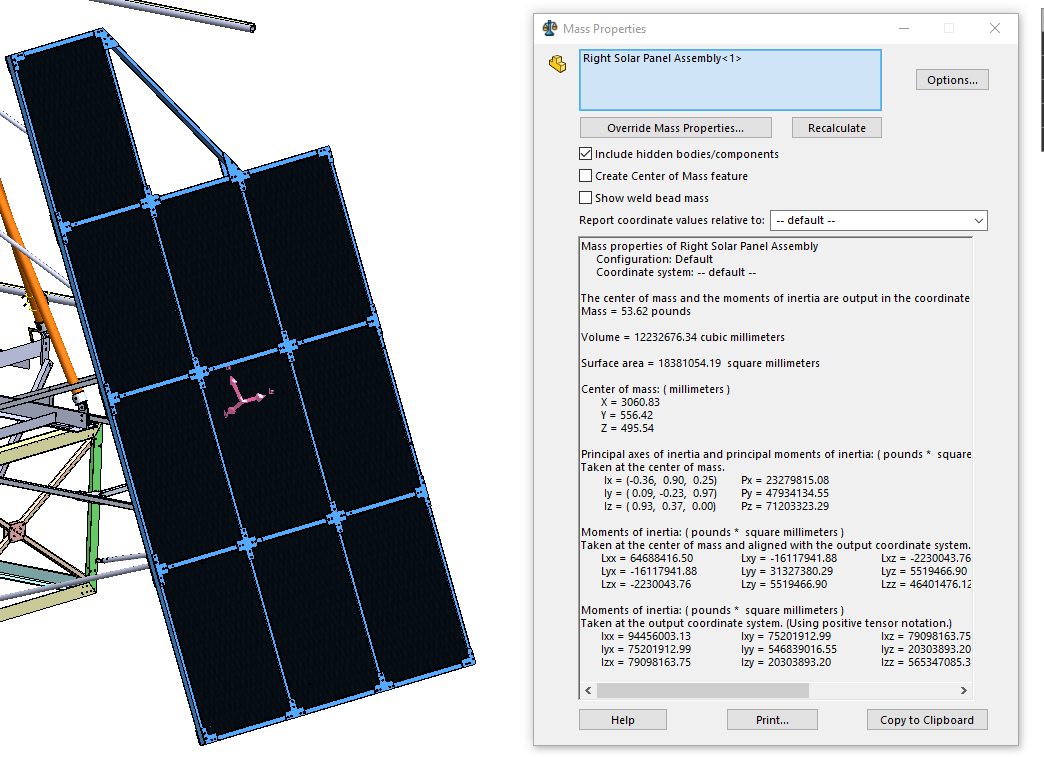 Mass Properties
Right Solar Panel Assembly<1>
Options...
Override Mass Properties...
Recalculate
Include hidden bodies/components
Create Center of Mass feature
Show weld bead mass
Report coordinate values relative to: -- default --
Mass properties of Right Solar Panel Assembly
Configuration: Default
Coordinate system: -- default --
The center of mass and the moments of inertia are output in the coordinate
Mass = 53.62 pounds
Volume = 12232676.34 cubic millimeters
Surface area = 18381054.19 square millimeters
Center of mass: ( millimeters )
X = 3060.83
Y = 556.42
Z = 495.54
Principal axes of inertia and principal moments of inertia: ( pounds * square
Taken at the center of mass.
Ix = (-0.36, 0.90, 0.25) Px = 23279815.08
Iy = ( 0.09, -0.23, 0.97) Py = 47934134.55
Iz = ( 0.93, 0.37, 0.00) Pz = 71203323.29
Moments of inertia: ( pounds * square millimeters )
Taken at the center of mass and aligned with the output coordinate system.
Lxx = 64688416.50 Lxy = -16117941.88 Lxz = -2230043.76
Lyx = -16117941.88 Lyy = 31327380.29 Lyz = 5519466.90
Lzx = -2230043.76 Lzy = 5519466.90 Lzz = 46401476.12
Moments of inertia: ( pounds * square millimeters )
Taken at the output coordinate system. (Using positive tensor notation.)
Ixx = 94456003.13 Ixy = 75201912.99 Ixz = 79098163.75
Iyx = 75201912.99 Iyy = 546839016.55 Iyz = 20303893.20
Izx = 79098163.75 Izy = 20303893.20 Izz = 565347085.3
Help
Print...
Copy to Clipboard